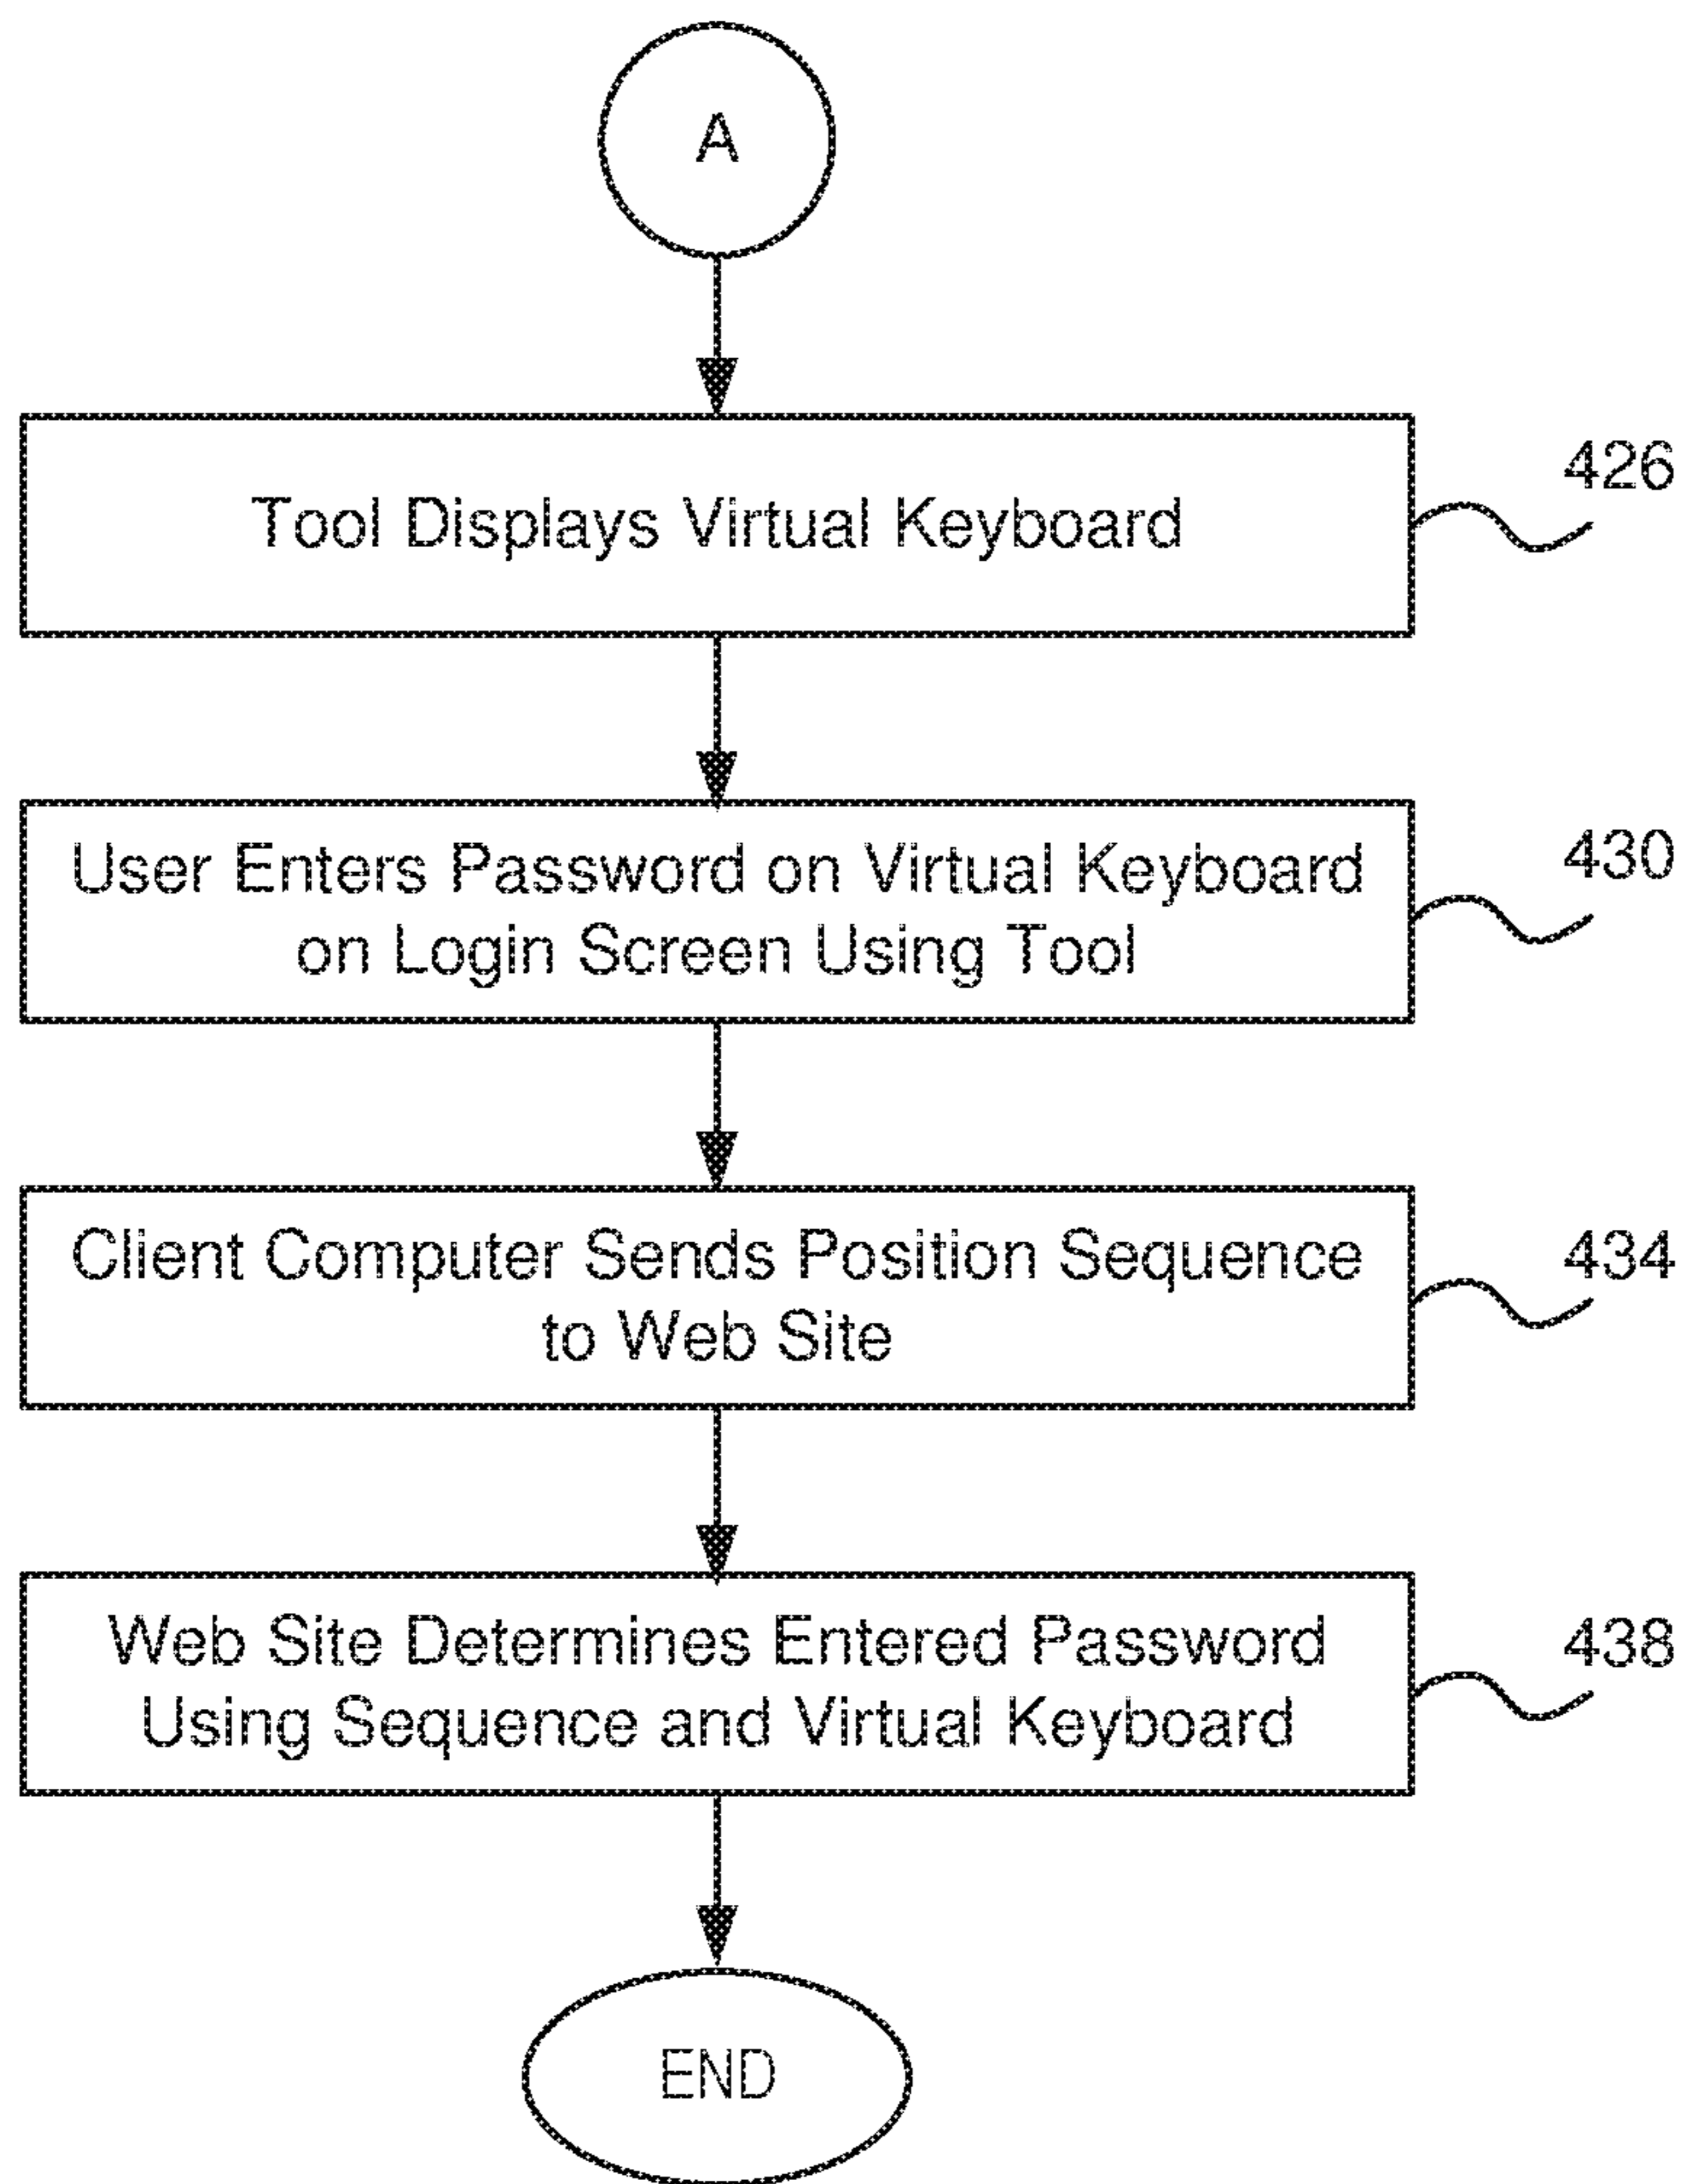 A
Tool Displays Virtual Keyboard
426
User Enters Password on Virtual Keyboard
on Login Screen Using Tool
430
Client Computer Sends Position Sequence
to Web Site
434
Web Site Determines Entered Password
Using Sequence and Virtual Keyboard
438
END